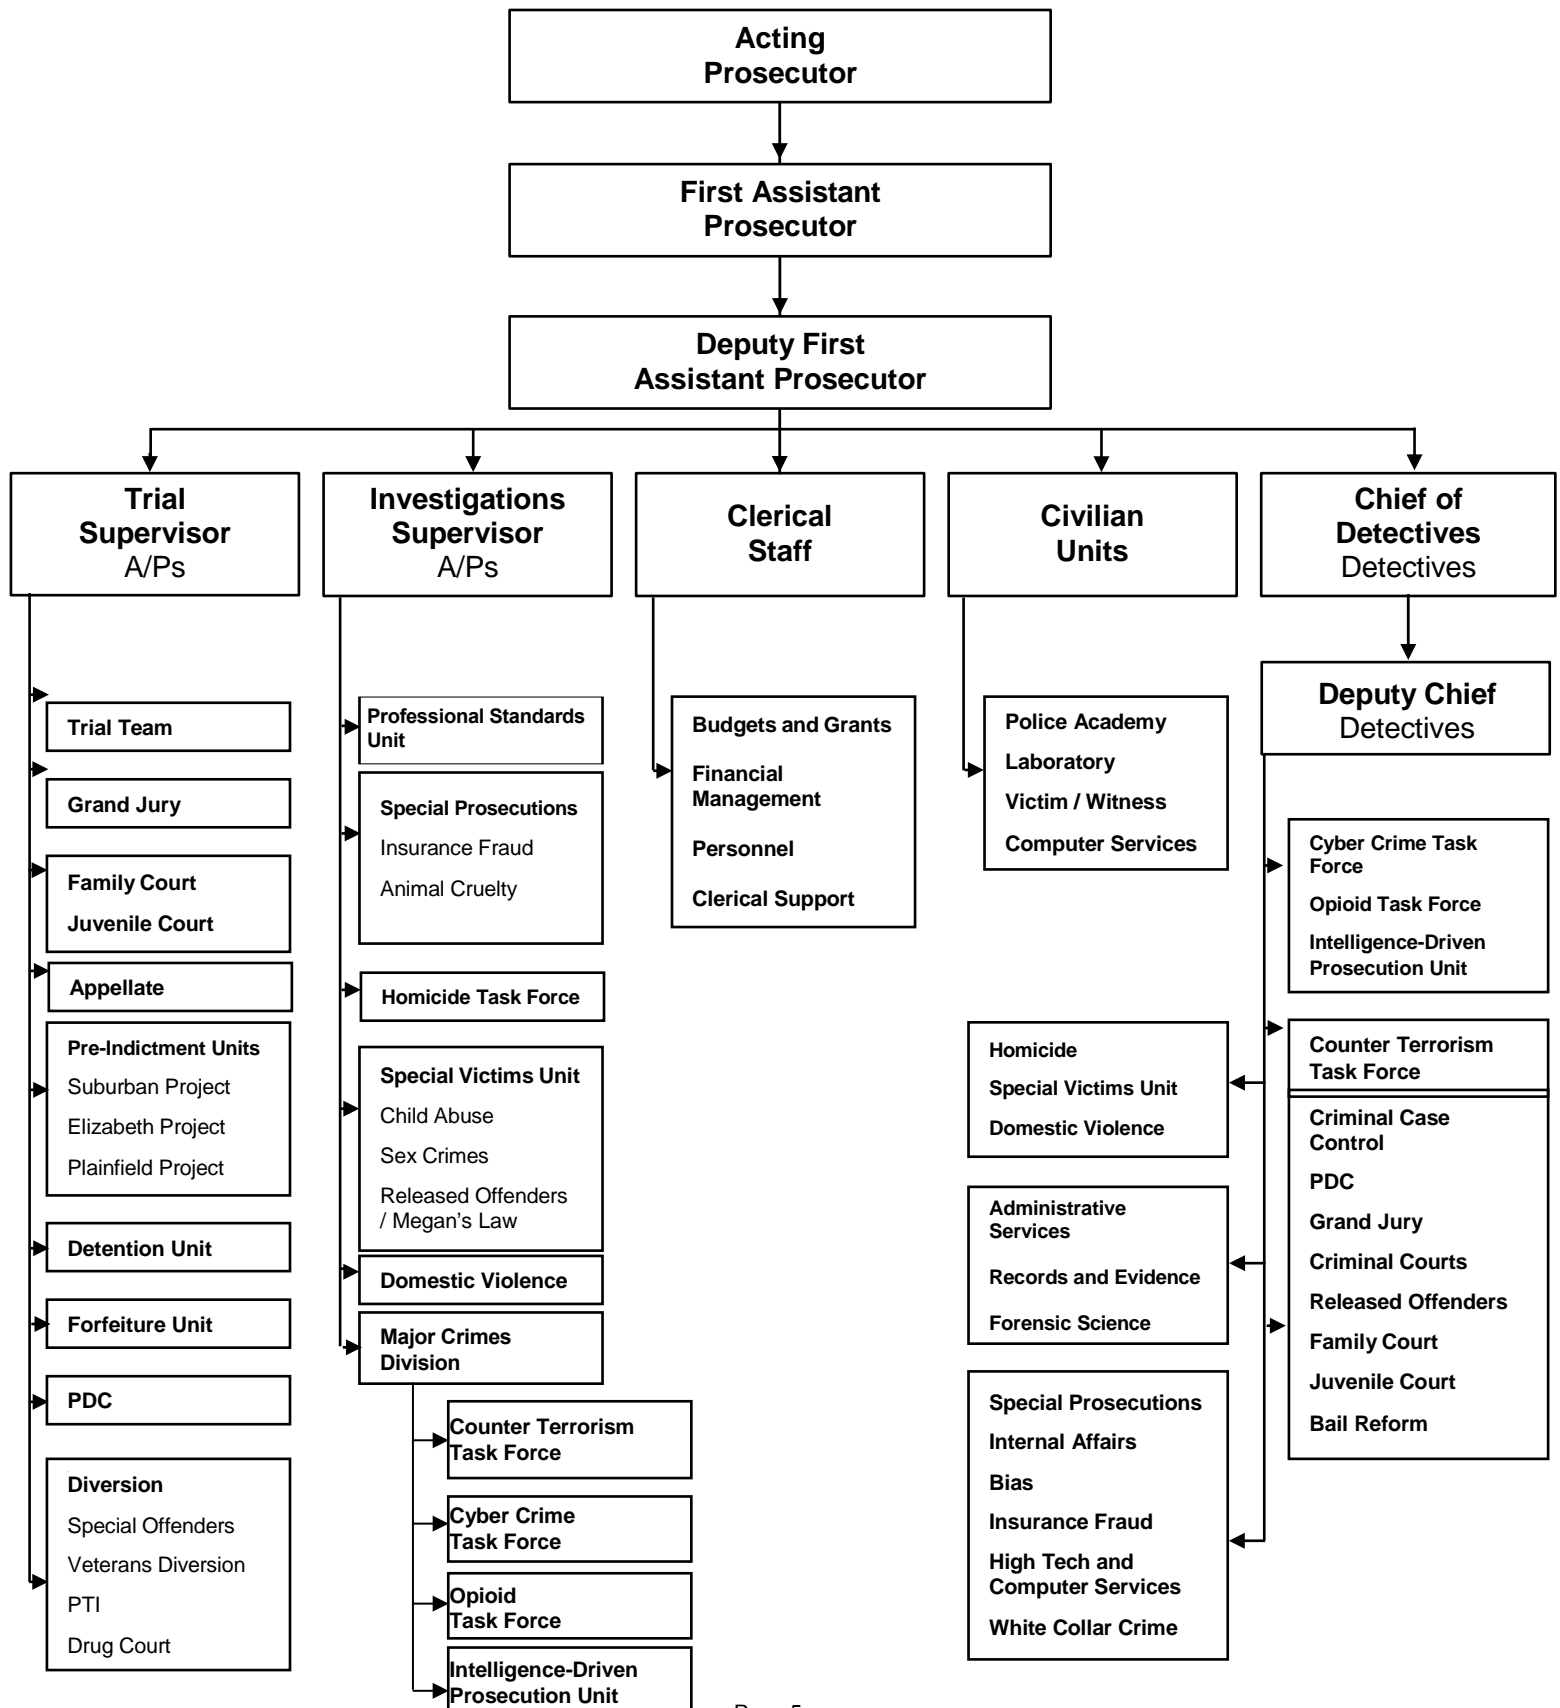 Acting
Prosecutor
First Assistant
Prosecutor
Deputy First
Assistant Prosecutor
Trial
Supervisor
A/Ps
Investigations
Supervisor
A/Ps
Clerical
Staff
Civilian
Units
Chief of
Detectives
Detectives
Trial Team
Grand Jury
Family Court
Juvenile Court
Appellate
Pre-Indictment Units
Suburban Project
Elizabeth Project
Plainfield Project
Detention Unit
Forfeiture Unit
PDC
Diversion
Special Offenders
Veterans Diversion
PTI
Drug Court
Professional Standards
Unit
Special Prosecutions
Insurance Fraud
Animal Cruelty
Homicide Task Force
Special Victims Unit
Child Abuse
Sex Crimes
Released Offenders
/ Megan's Law
Domestic Violence
Major Crimes
Division
Counter Terrorism
Task Force
Cyber Crime
Task Force
Opioid
Task Force
Intelligence-Driven
Prosecution Unit
Budgets and Grants
Financial
Management
Personnel
Clerical Support
Police Academy
Laboratory
Victim / Witness
Computer Services
Deputy Chief
Detectives
Cyber Crime Task
Force
Opioid Task Force
Intelligence-Driven
Prosecution Unit
Counter Terrorism
Task Force
Criminal Case
Control
PDC
Grand Jury
Criminal Courts
Released Offenders
Family Court
Juvenile Court
Bail Reform
Homicide
Special Victims Unit
Domestic Violence
Administrative
Services
Records and Evidence
Forensic Science
Special Prosecutions
Internal Affairs
Bias
Insurance Fraud
High Tech and
Computer Services
White Collar Crime